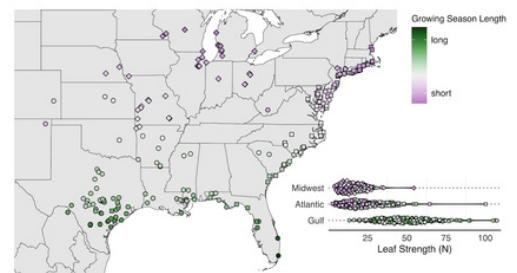 Growing Season Length
long
short
Midwest
Atlantic
Gulf
25 50 75 100
Leaf Strength (N)